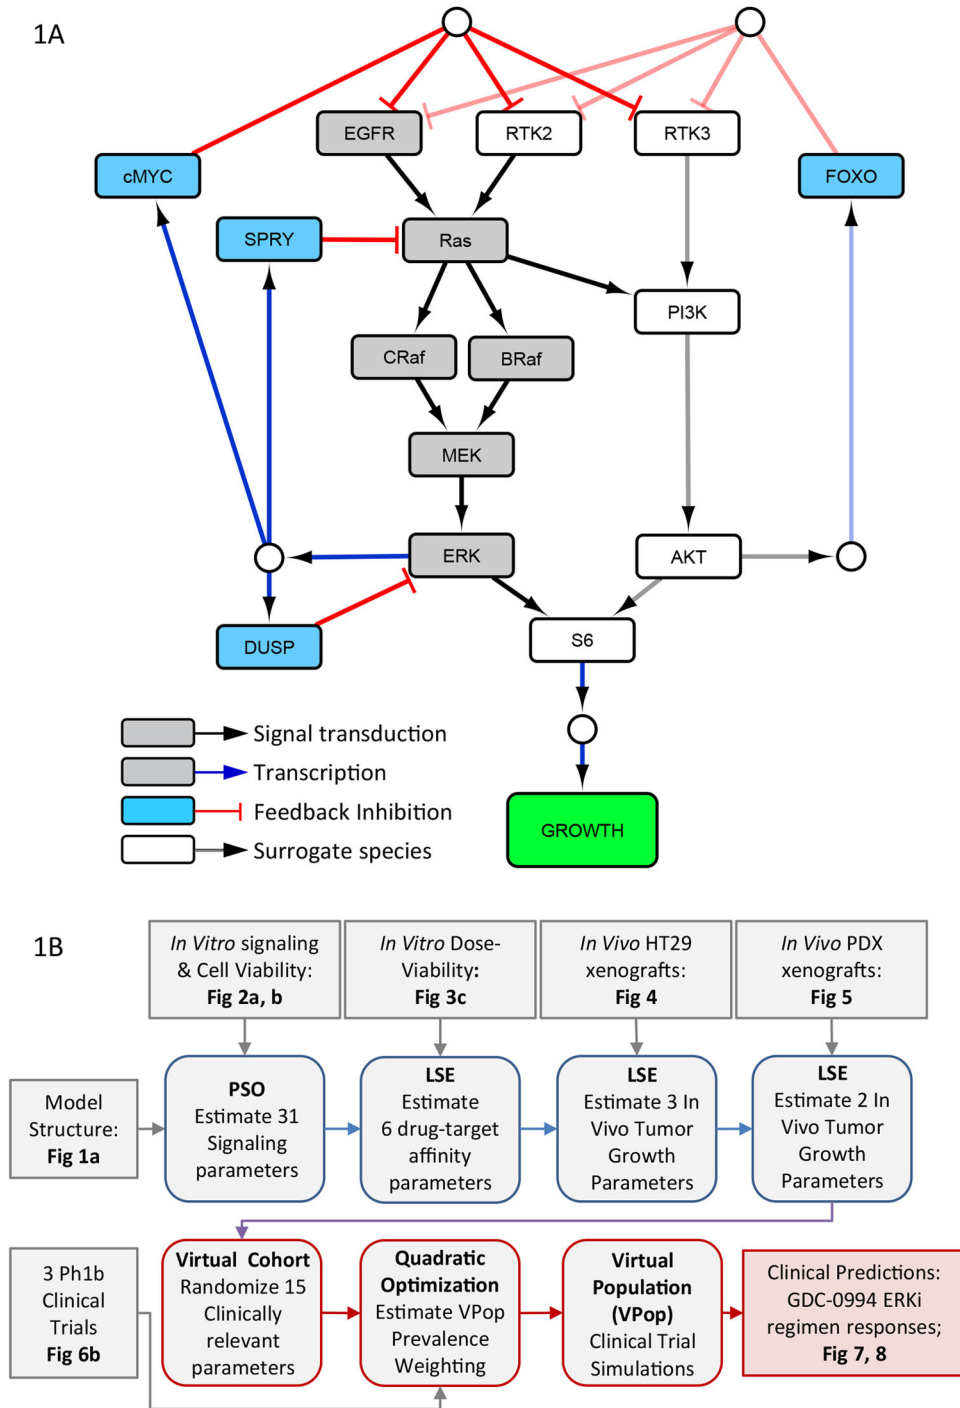 1A
EGFR
RTK2
RTK3
cMYC
FOXO
SPRY
Ras
PI3K
CRaf
BRaf
MEK
ERK
AKT
DUSP
S6
Signal transduction
Transcription
Feedback Inhibition
Surrogate species
GROWTH
1B
In Vitro signaling
& Cell Viability:
Fig 2a, b
In Vitro Dose-
Viability:
Fig 3c
In Vivo HT29
xenografts:
Fig 4
In Vivo PDX
xenografts:
Fig 5
Model
Structure:
Fig 1a
PSO
Estimate 31
Signaling
parameters
LSE
Estimate
6 drug-target
affinity
parameters
LSE
Estimate 3 In
Vivo Tumor
Growth
Parameters
LSE
Estimate 2 In
Vivo Tumor
Growth
Parameters
3 Ph1b
Clinical
Trials
Fig 6b
Virtual Cohort
Randomize 15
Clinically
relevant
parameters
Quadratic
Optimization
Estimate VPop
Prevalence
Weighting
Virtual
Population
(VPop)
Clinical Trial
Simulations
Clinical Predictions:
GDC-0994 ERKi
regimen responses;
Fig 7, 8